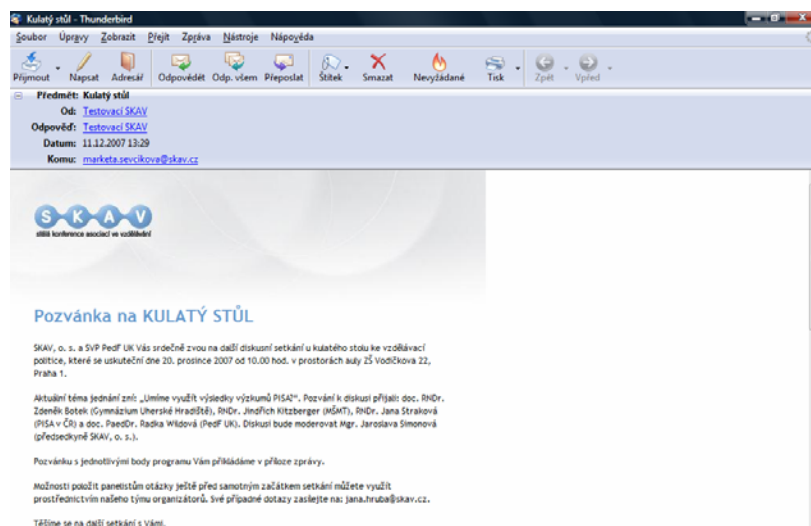 Kulatý stůl - Thunderbird
Soubor Úpravy Zobrazit Přejít Zpráva Nástroje Nápověda
Přijmout Napsat Adresář Odpovědět Odp. všem Přeposlat Štítek Smazat Nevyžádané Tisk Zpět Vpřed
Předmět: Kulatý stůl
Od: Testovací SKAV
Odpověď: Testovací SKAV
Datum: 11.12.2007 13:29
Komu: marketa.sevcikova@skav.cz
SKAV
stálá konference asociací ve vzdělávání
Pozvánka na KULATÝ STŮL
SKAV, o. s. a SVP PedF UK Vás srdečně zvou na další diskusní setkání u kulatého stolu ke vzdělávací
politice, které se uskuteční dne 20. prosince 2007 od 10.00 hod. v prostorách auly ZŠ Vodičkova 22,
Praha 1.
Aktuální téma jednání zní: „Umíme využít výsledky výzkumů PISA?". Pozvání k diskusi přijali: doc. RNDr.
Zdeněk Botek (Gymnázium Uherské Hradiště), RNDr. Jindřich Kitzberger (MŠMT), RNDr. Jana Straková
(PISA v ČR) a doc. PaedDr. Radka Wildová (PedF UK). Diskusi bude moderovat Mgr. Jaroslava Simonová
(předsedkyně SKAV, o. s.).
Pozvánku s jednotlivými body programu Vám přikládáme v příloze zprávy.
Možnosti položit panelistům otázky ještě před samotným začátkem setkání můžete využít
prostřednictvím našeho týmu organizátorů. Své případné dotazy zasílejte na: jana.hruba@skav.cz.
Těšíme se na další setkání s Vámi.